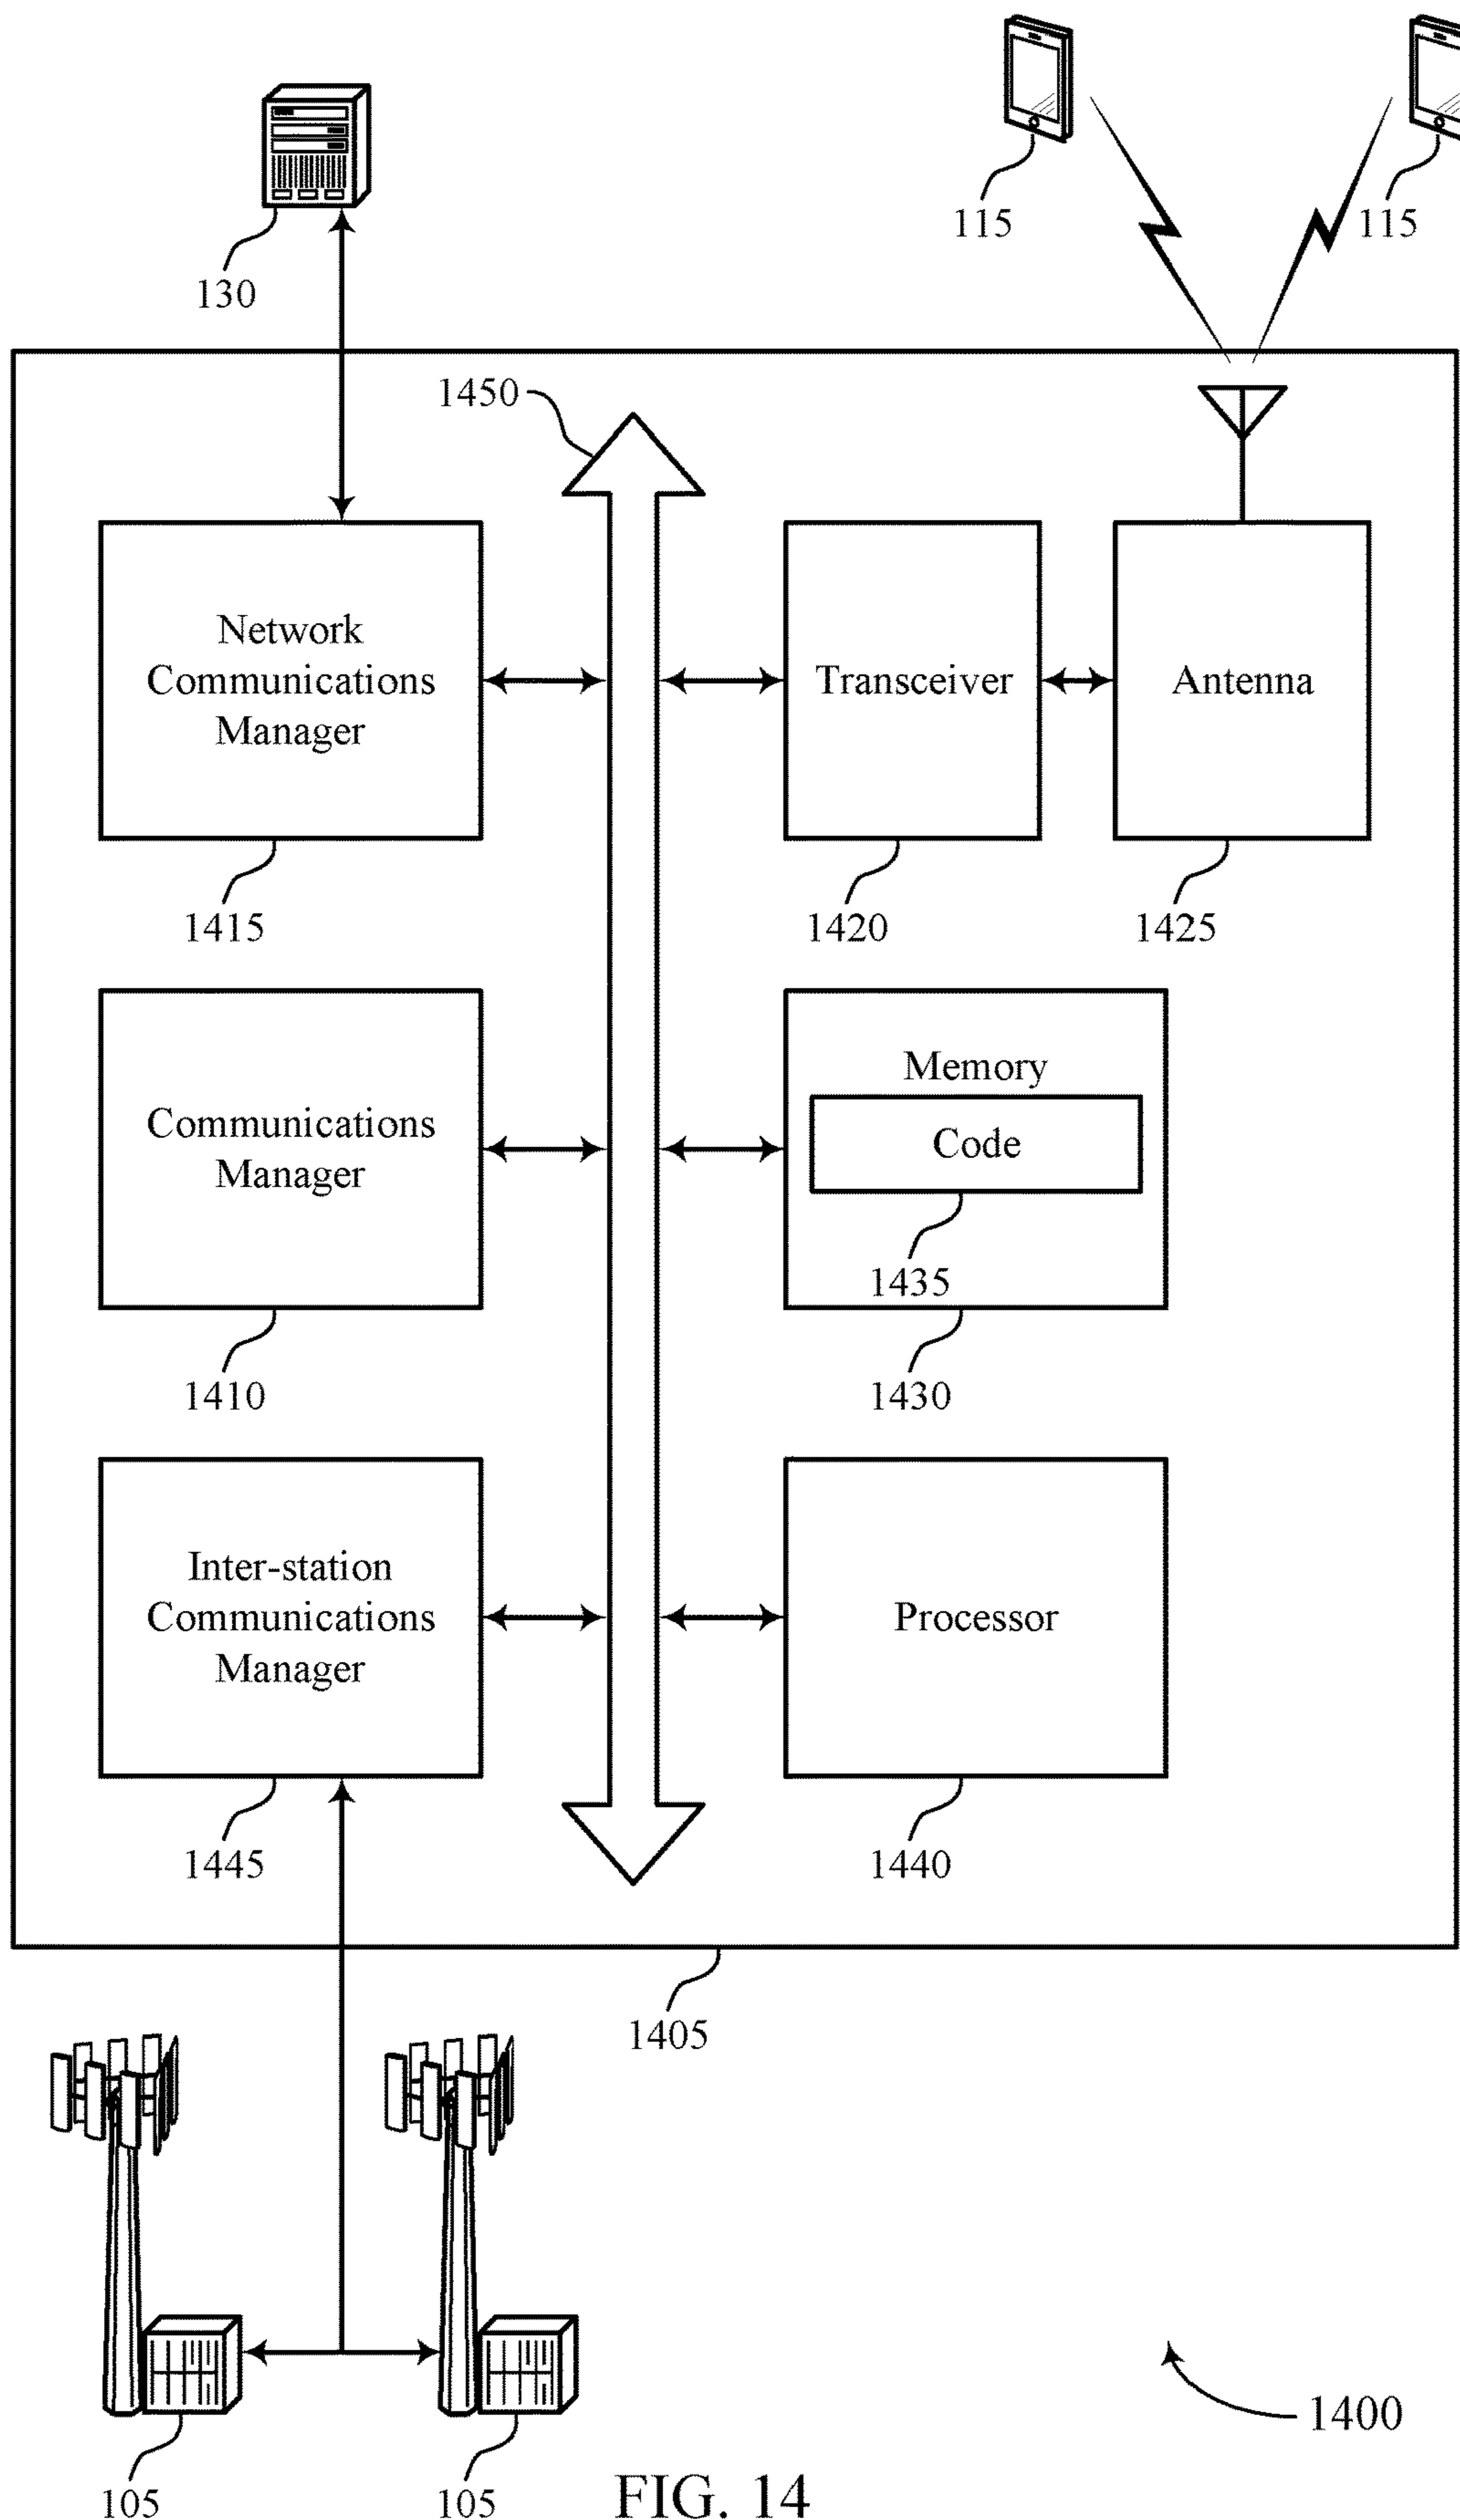 115
115
130
1450
Network
Communications
Manager
Transceiver
Antenna
1415
1420
1425
Communications
Manager
Memory
Code
1435
1410
1430
Inter-station
Communications
Manager
Processor
1445
1440
1405
1400
105
105
FIG. 14